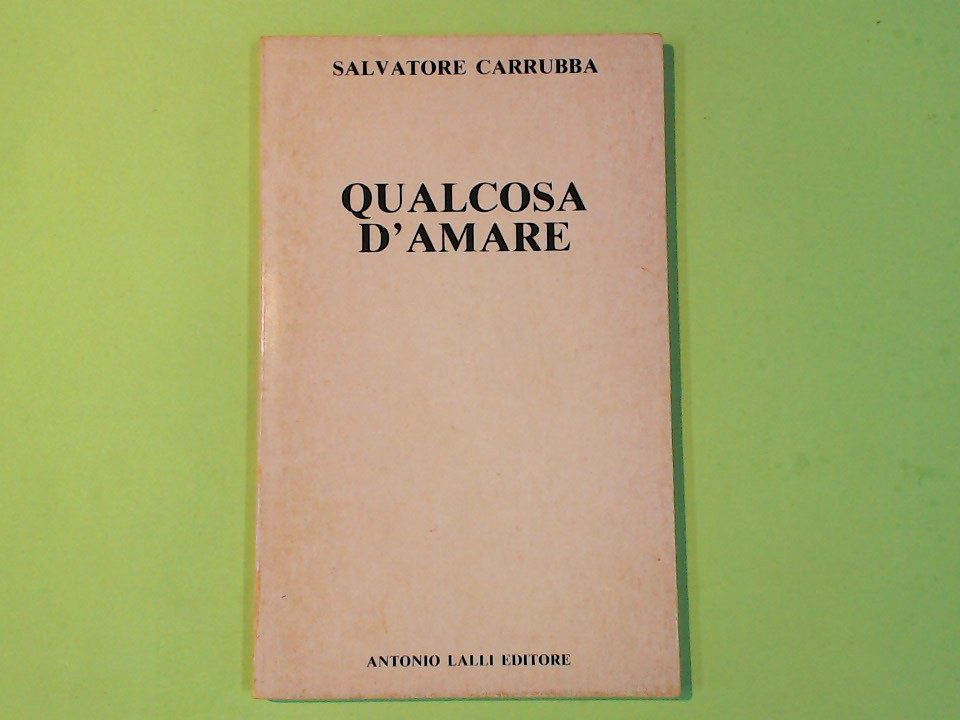 SALVATORE CARRUBBA
QUALCOSA
D'AMARE
ANTONIO LALLI EDITORE